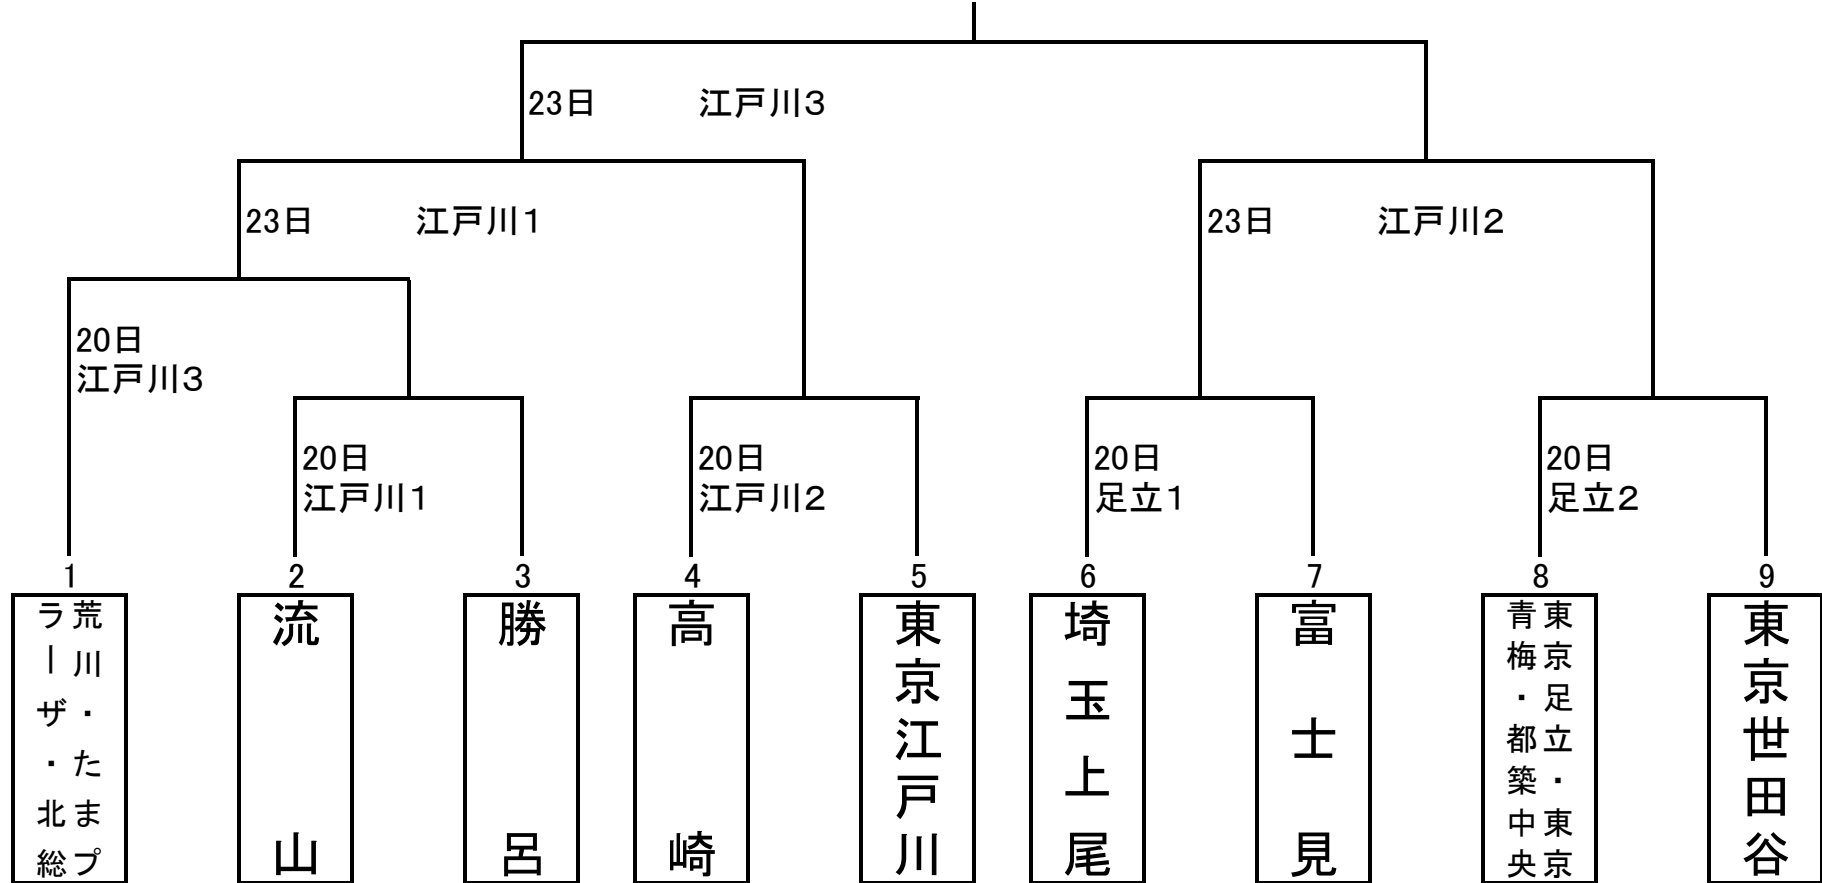 23日 江戸川3
23日 江戸川1
23日 江戸川2
20日
江戸川3
20日
江戸川1
20日
江戸川2
20日
足立1
20日
足立2
1
2
3
4
5
6
7
8
9
荒川・たまプ
ラーザ・北総
流山
勝呂
高崎
東京江戸川
埼玉上尾
富士見
東京足立・東京
青梅・都築中央
東京世田谷